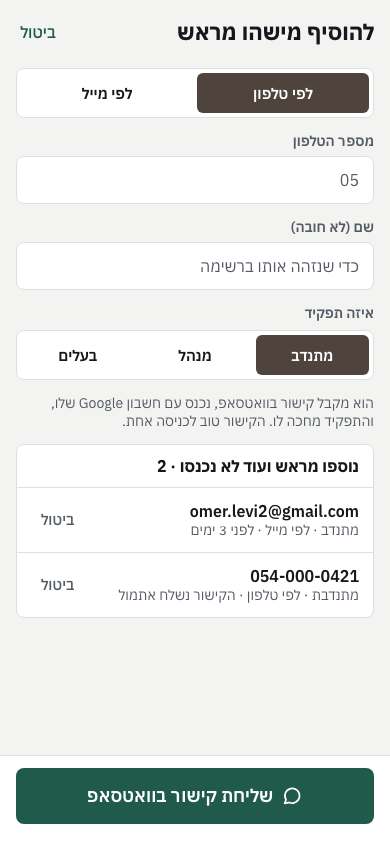 להוסיף מישהו מראש
ביטול
לפי טלפון
לפי מייל
מספר הטלפון
05
שם (לא חובה)
כדי שנזהה אותו ברשימה
איזה תפקיד
מתנדב
מנהל
בעלים
הוא מקבל קישור בוואטסאפ, נכנס עם חשבון Google שלו,
והתפקיד מחכה לו. הקישור טוב לכניסה אחת.
נוספו מראש ועוד לא נכנסו · 2
omer.levi2@gmail.com
מתנדב · לפי מייל · לפני 3 ימים
ביטול
054-000-0421
מתנדבת · לפי טלפון · הקישור נשלח אתמול
ביטול
שליחת קישור בוואטסאפ